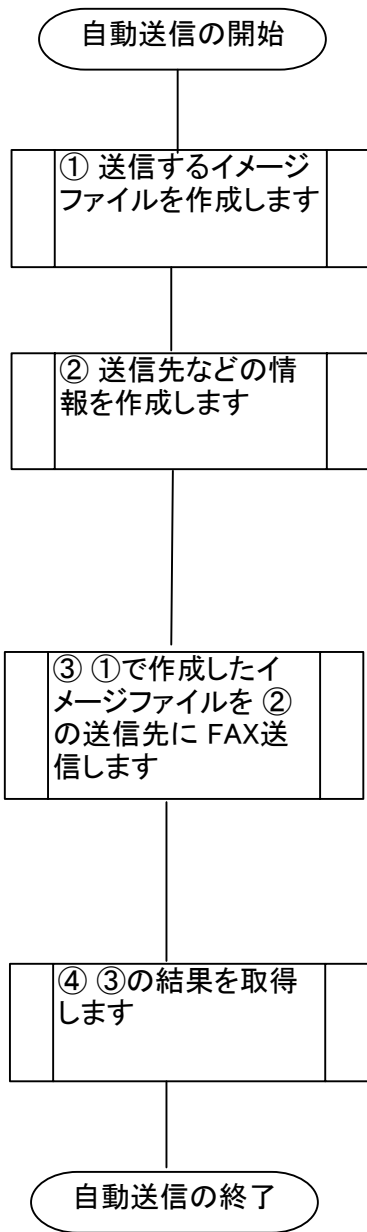 自動送信の開始
① 送信するイメージ
ファイルを作成します
② 送信先などの情
報を作成します
③ ①で作成したイ
メージファイルを ②
の送信先に FAX送
信します
④ ③の結果を取得
します
自動送信の終了